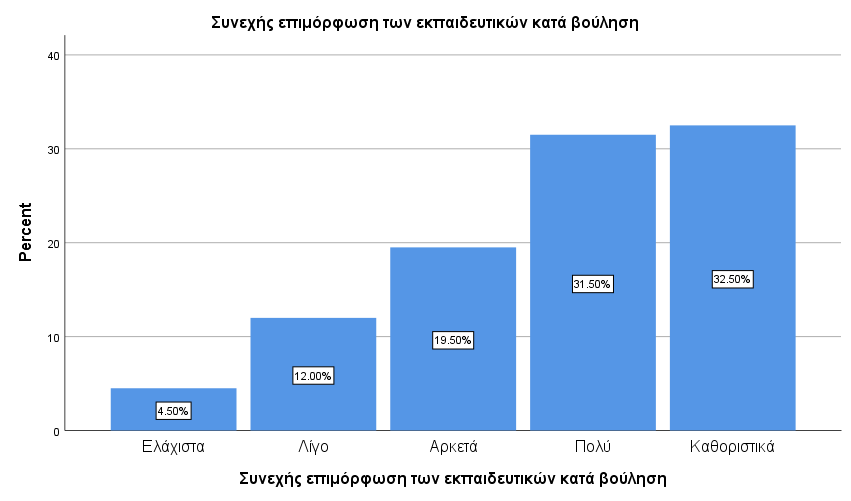 Συνεχής επιμόρφωση των εκπαιδευτικών κατά βούληση
40
30
20
10
0
Percent
4.50%
12.00%
19.50%
31.50%
32.50%
Ελάχιστα
Λίγο
Αρκετά
Πολύ
Καθοριστικά
Συνεχής επιμόρφωση των εκπαιδευτικών κατά βούληση